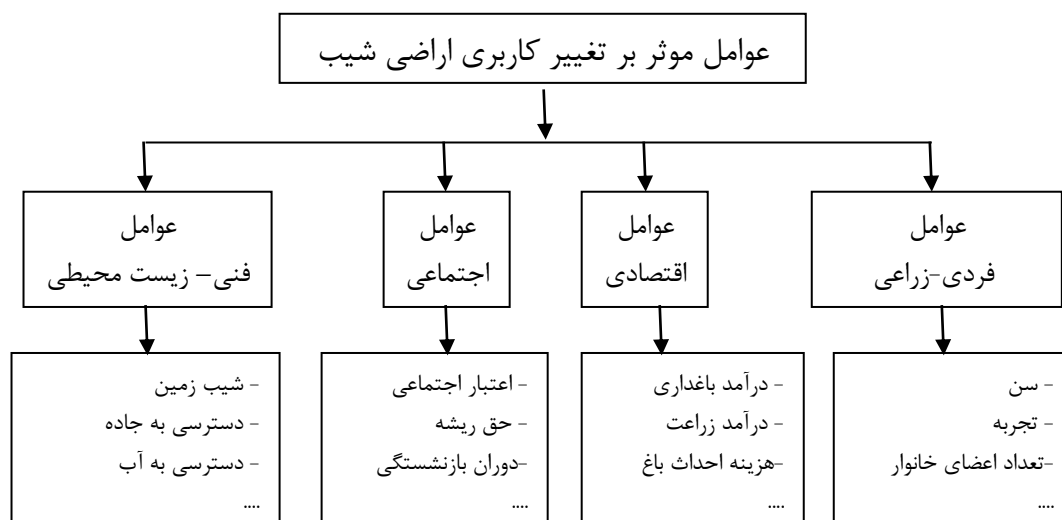 عوامل موثر بر تغییر کاربری اراضی شیب
عوامل
فردی-زراعی
عوامل
اقتصادی
عوامل
اجتماعی
عوامل
فنی– زیست محیطی
- سن
- تجربه
-تعداد اعضای خانوار
....
- درآمد باغداری
- درآمد زراعت
-هزینه احداث باغ
....
- اعتبار اجتماعی
- حق ریشه
-دوران بازنشستگی
....
- شیب زمین
- دسترسی به جاده
- دسترسی به آب
....